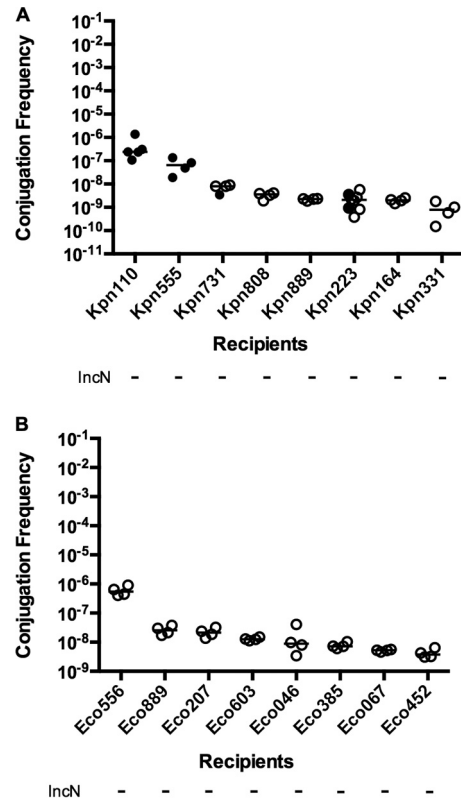 A
Conjugation Frequency
10-1
10-2
10-3
10-4
10-5
10-6
10-7
10-8
10-9
10-10
10-11
Kpn110 Kpn555 Kpn731 Kpn808 Kpn889 Kpn223 Kpn164 Kpn331
Recipients
IncN - - - - - - - -
B
Conjugation Frequency
10-1
10-2
10-3
10-4
10-5
10-6
10-7
10-8
10-9
Eco556 Eco889 Eco207 Eco603 Eco046 Eco385 Eco067 Eco452
Recipients
IncN - - - - - - - -